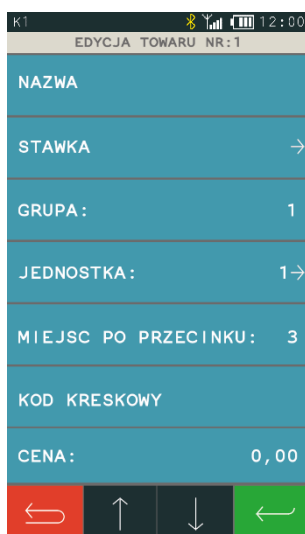 K1 12:00
EDYCJA TOWARU NR:1
NAZWA
STAWKA
GRUPA: 1
JEDNOSTKA: 1
MIEJSC PO PRZECINKU: 3
KOD KRESKOWY
CENA: 0,00